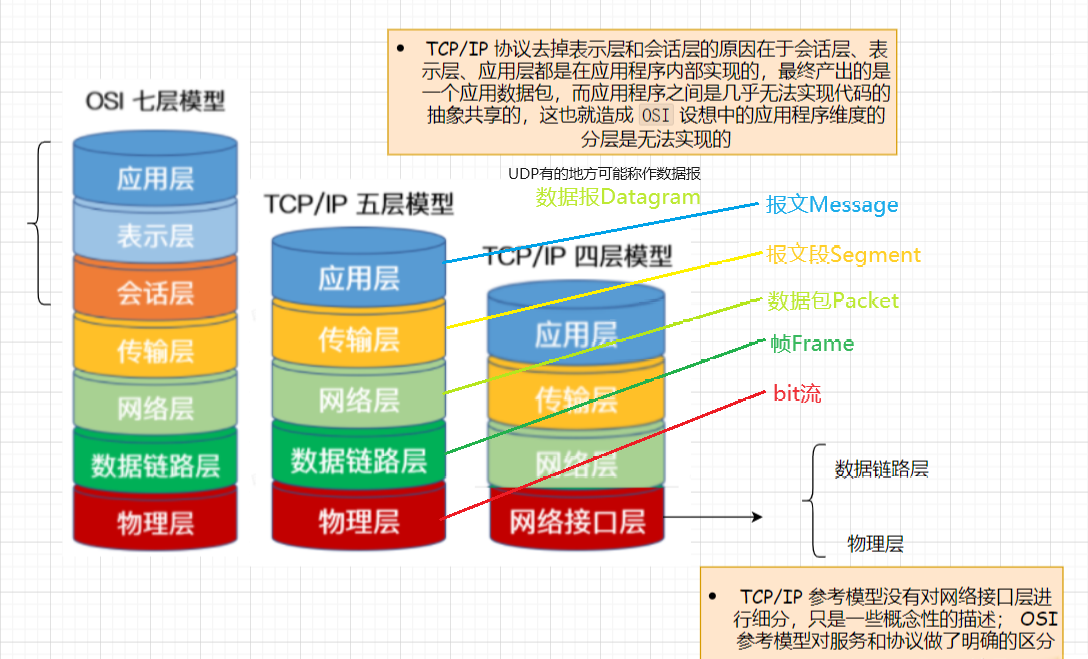 • TCP/IP 协议去掉表示层和会话层的原因在于会话层、表
示层、应用层都是在应用程序内部实现的，最终产出的是
一个应用数据包，而应用程序之间是几乎无法实现代码的
抽象共享的，这也就造成 OSI 设想中的应用程序维度的
分层是无法实现的
OSI 七层模型
应用层
表示层
会话层
传输层
网络层
数据链路层
物理层
TCP/IP 五层模型
应用层
传输层
网络层
数据链路层
物理层
UDP有的地方可能称作数据报
数据报Datagram
TCP/IP 四层模型
应用层
传输层
网络层
网络接口层
报文Message
报文段Segment
数据包Packet
帧Frame
bit流
数据链路层
物理层
• TCP/IP 参考模型没有对网络接口层进
行细分，只是一些概念性的描述； OSI
参考模型对服务和协议做了明确的区分